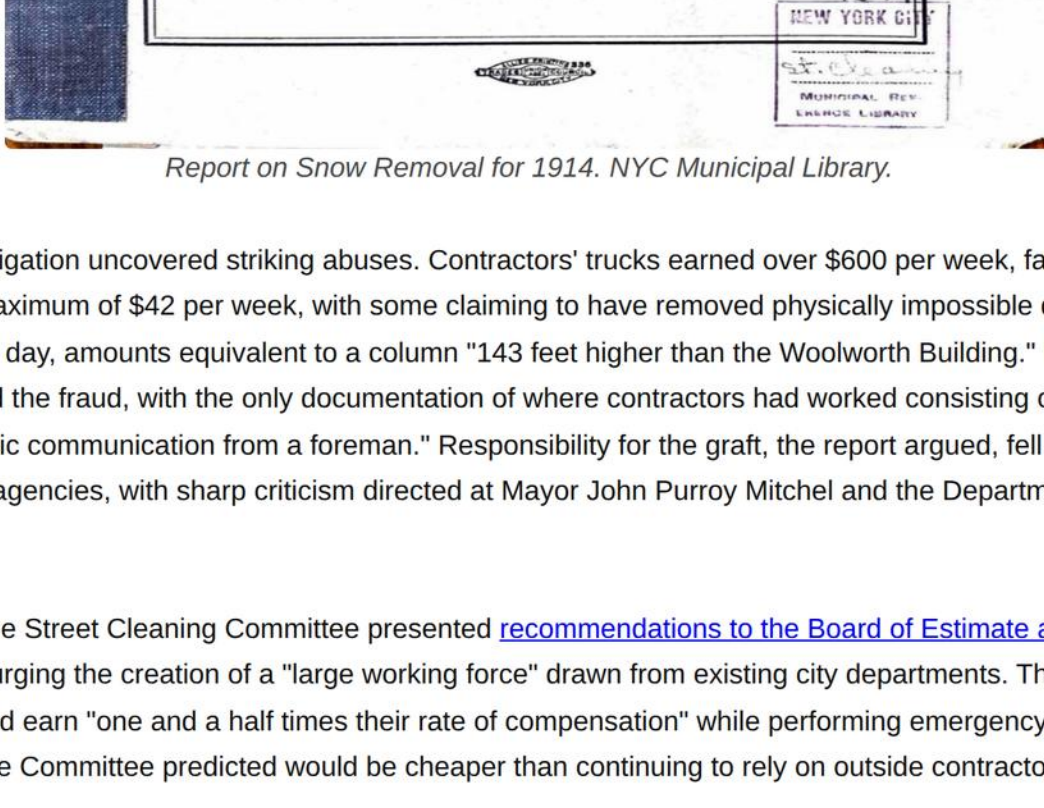 NEW YORK CITY
St. Cleaning
MUNICIPAL REF-
ERENCE LIBRARY
Report on Snow Removal for 1914. NYC Municipal Library.
igation uncovered striking abuses. Contractors' trucks earned over $600 per week, fa
aximum of $42 per week, with some claiming to have removed physically impossible
day, amounts equivalent to a column "143 feet higher than the Woolworth Building."
the fraud, with the only documentation of where contractors had worked consisting
ic communication from a foreman." Responsibility for the graft, the report argued, fell
agencies, with sharp criticism directed at Mayor John Purroy Mitchel and the Departm
e Street Cleaning Committee presented recommendations to the Board of Estimate a
urging the creation of a "large working force" drawn from existing city departments. Th
d earn "one and a half times their rate of compensation" while performing emergency
e Committee predicted would be cheaper than continuing to rely on outside contracto